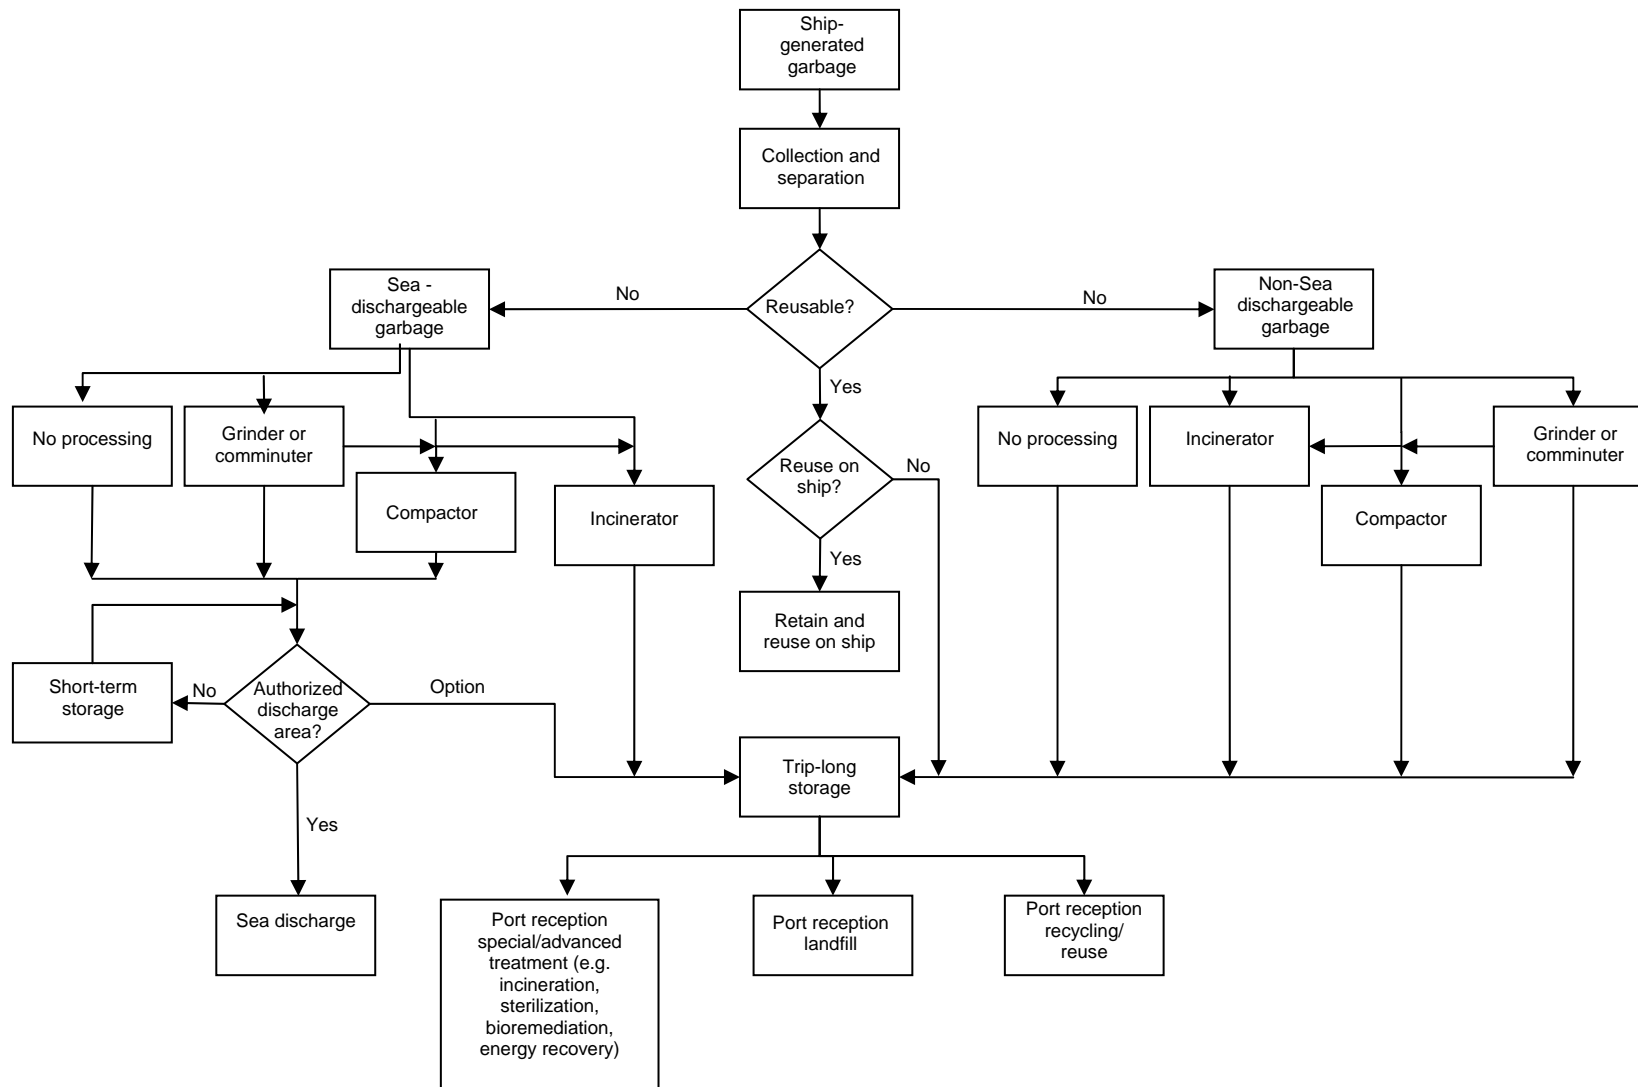 Ship-
generated
garbage
Collection and
separation
Sea -
dischargeable
garbage
No
Reusable?
No
Non-Sea
dischargeable
garbage
Yes
No processing
Grinder or
comminuter
Compactor
Incinerator
Reuse on
ship?
No
No processing
Incinerator
Grinder or
comminuter
Compactor
Yes
Retain and
reuse on ship
Short-term
storage
No
Authorized
discharge
area?
Option
Trip-long
storage
Yes
Sea discharge
Port reception
special/advanced
treatment (e.g.
incineration,
sterilization,
bioremediation,
energy recovery)
Port reception
landfill
Port reception
recycling/
reuse